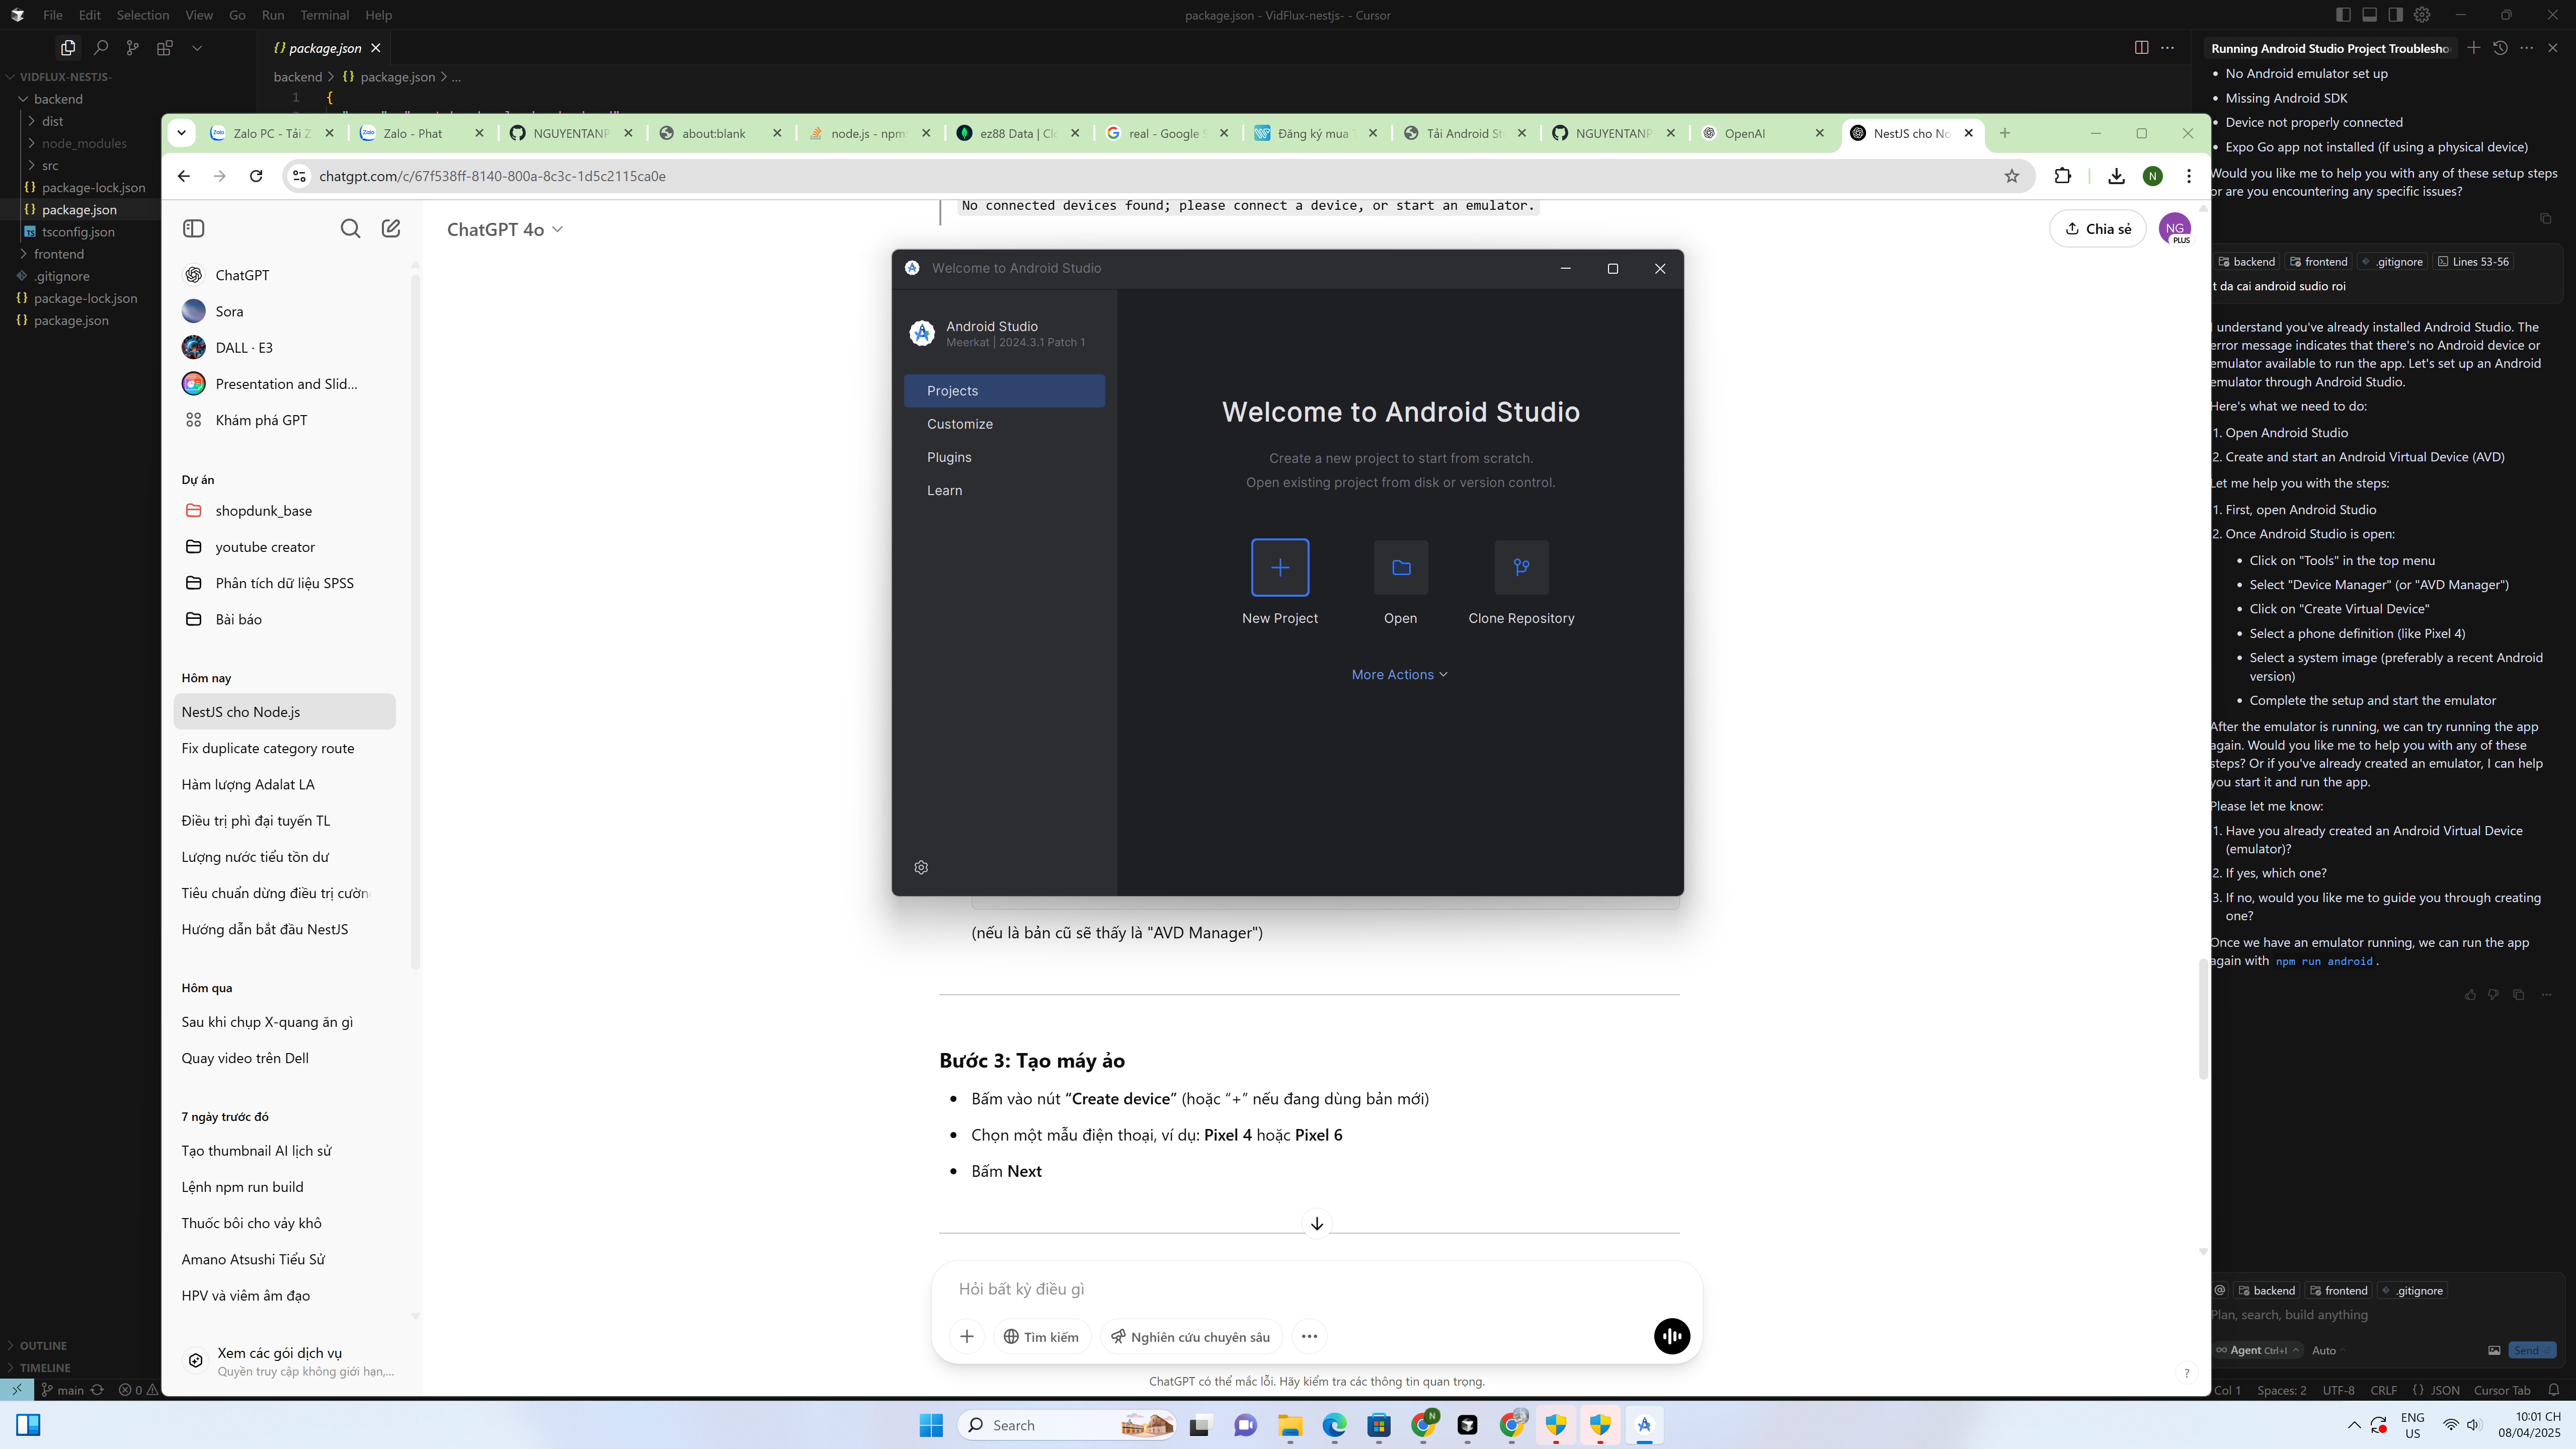 File Edit Selection View Go Run Terminal Help
package.json - VidFlux-nestjs- - Cursor
{} package.json
Running Android Studio Project Troublesho
VIDFLUX-NESTJS-
backend
dist
node_modules
src
package-lock.json
package.json
tsconfig.json
frontend
.gitignore
package-lock.json
package.json
OUTLINE
TIMELINE
main
0
backend > {} package.json > ...
1 {
Zalo PC - Tải Z
Zalo - Phat
NGUYENTANP
about:blank
node.js - npm
ez88 Data | Cl
real - Google S
Đăng ký mua
Tải Android St
NGUYENTANP
OpenAI
NestJS cho No
chatgpt.com/c/67f538ff-8140-800a-8c3c-1d5c2115ca0e
N
ChatGPT
Sora
DALL · E3
Presentation and Slid...
Khám phá GPT
Dự án
shopdunk_base
youtube creator
Phân tích dữ liệu SPSS
Bài báo
Hôm nay
NestJS cho Node.js
Fix duplicate category route
Hàm lượng Adalat LA
Điều trị phì đại tuyến TL
Lượng nước tiểu tồn dư
Tiêu chuẩn dừng điều trị cườn
Hướng dẫn bắt đầu NestJS
Hôm qua
Sau khi chụp X-quang ăn gì
Quay video trên Dell
7 ngày trước đó
Tạo thumbnail AI lịch sử
Lệnh npm run build
Thuốc bôi cho vảy khô
Amano Atsushi Tiểu Sử
HPV và viêm âm đạo
Xem các gói dịch vụ
Quyền truy cập không giới hạn,...
ChatGPT 4o
No connected devices found; please connect a device, or start an emulator.
Chia sẻ
NG
PLUS
Welcome to Android Studio
Android Studio
Meerkat | 2024.3.1 Patch 1
Projects
Customize
Plugins
Learn
Welcome to Android Studio
Create a new project to start from scratch.
Open existing project from disk or version control.
New Project
Open
Clone Repository
More Actions
(nếu là bản cũ sẽ thấy là "AVD Manager")
Bước 3: Tạo máy ảo
• Bấm vào nút “Create device” (hoặc “+” nếu đang dùng bản mới)
• Chọn một mẫu điện thoại, ví dụ: Pixel 4 hoặc Pixel 6
• Bấm Next
Hỏi bất kỳ điều gì
Tìm kiếm
Nghiên cứu chuyên sâu
ChatGPT có thể mắc lỗi. Hãy kiểm tra các thông tin quan trọng.
?
• No Android emulator set up
• Missing Android SDK
• Device not properly connected
• Expo Go app not installed (if using a physical device)
Would you like me to help you with any of these setup steps
or are you encountering any specific issues?
backend frontend .gitignore Lines 53-56
t da cai android sudio roi
I understand you've already installed Android Studio. The
error message indicates that there's no Android device or
emulator available to run the app. Let's set up an Android
emulator through Android Studio.
Here's what we need to do:
1. Open Android Studio
2. Create and start an Android Virtual Device (AVD)
Let me help you with the steps:
1. First, open Android Studio
2. Once Android Studio is open:
• Click on "Tools" in the top menu
• Select "Device Manager" (or "AVD Manager")
• Click on "Create Virtual Device"
• Select a phone definition (like Pixel 4)
• Select a system image (preferably a recent Android
version)
• Complete the setup and start the emulator
After the emulator is running, we can try running the app
again. Would you like me to help you with any of these
steps? Or if you've already created an emulator, I can help
you start it and run the app.
Please let me know:
1. Have you already created an Android Virtual Device
(emulator)?
2. If yes, which one?
3. If no, would you like me to guide you through creating
one?
Once we have an emulator running, we can run the app
again with npm run android.
@ backend frontend .gitignore
Plan, search, build anything
Agent Ctrl+I Auto Send
Col 1 Spaces: 2 UTF-8 CRLF {} JSON Cursor Tab
Search
N
ENG
US
10:01 CH
08/04/2025